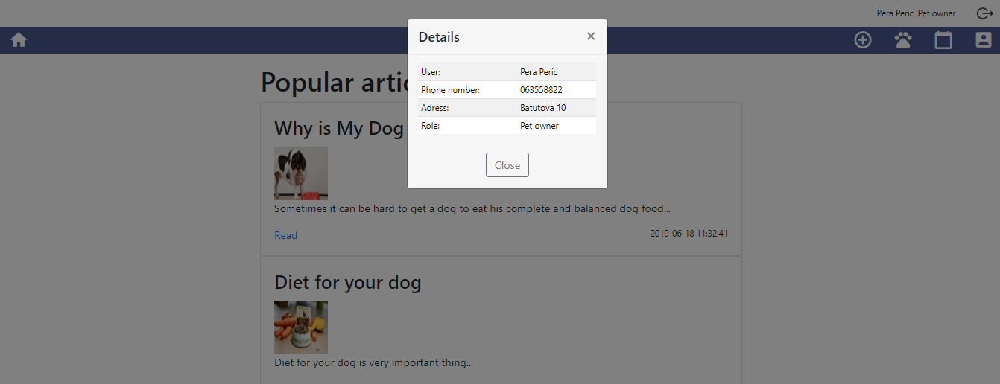 Pera Peric, Pet owner
Details ×
User: Pera Peric
Phone number: 063558822
Adress: Batutova 10
Role: Pet owner
Close
Popular
Why is My Dog
Sometimes it can be hard to get a dog to eat his complete and balanced dog food...
Read 2019-06-18 11:32:41
Diet for your dog
Diet for your dog is very important thing...